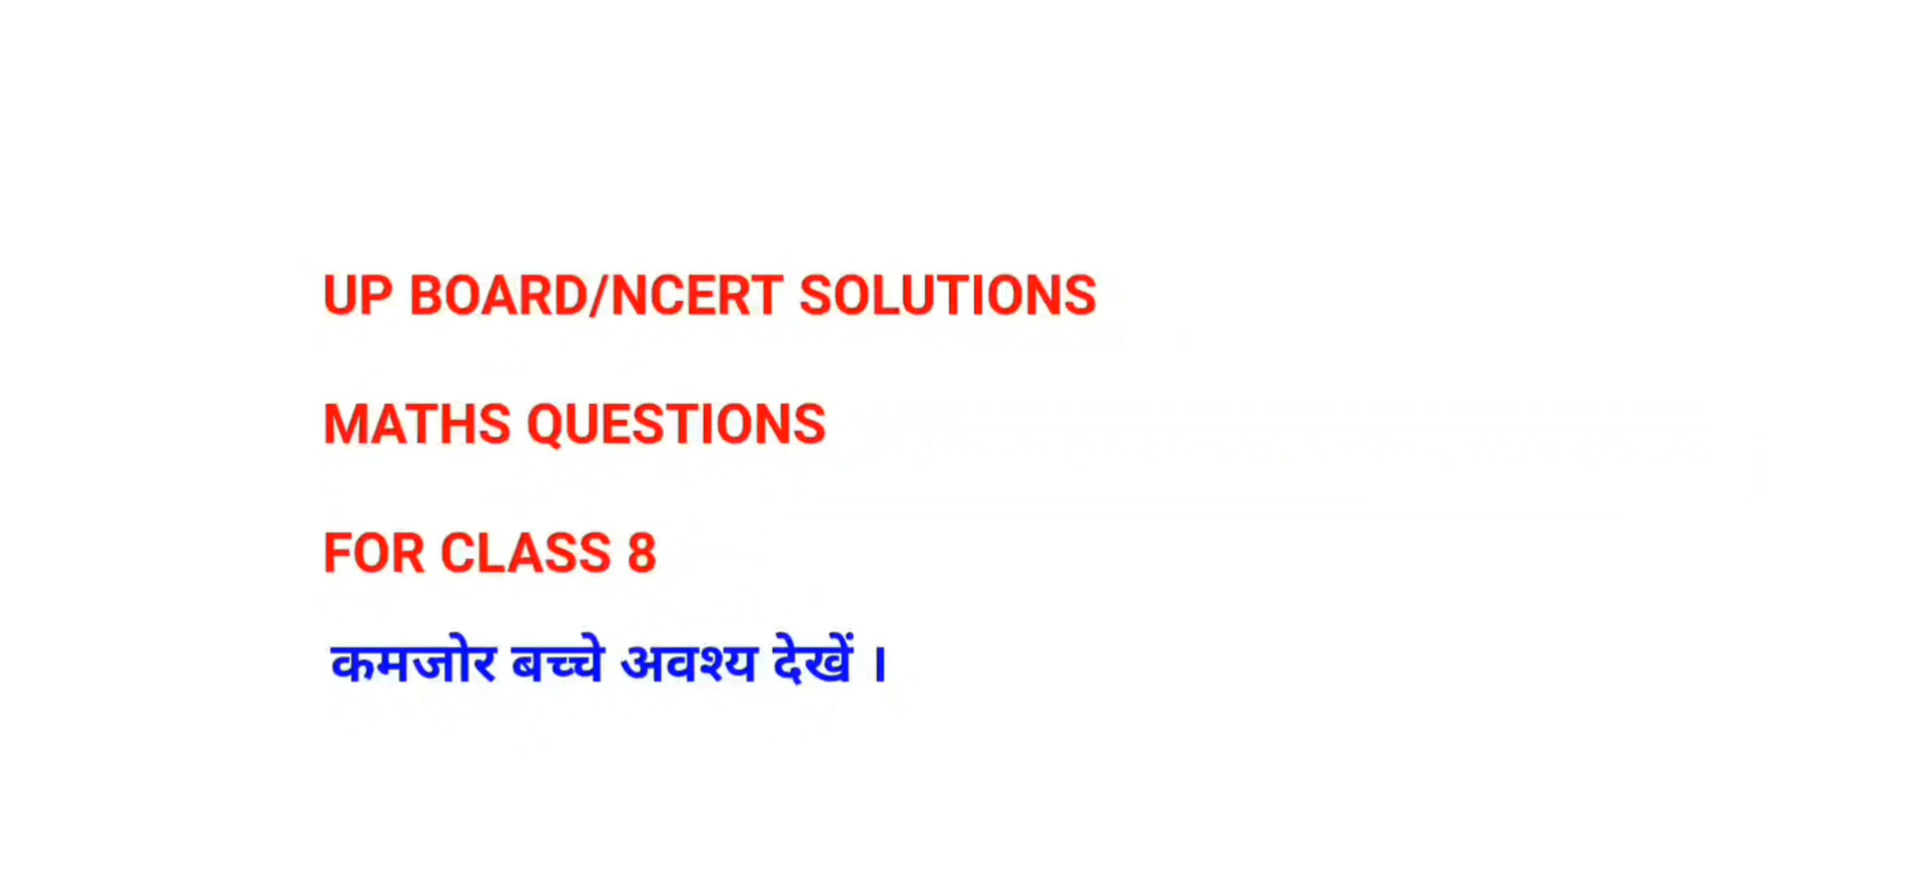 UP BOARD/NCERT SOLUTIONS
MATHS QUESTIONS
FOR CLASS 8
कमजोर बच्चे अवश्य देखें ।